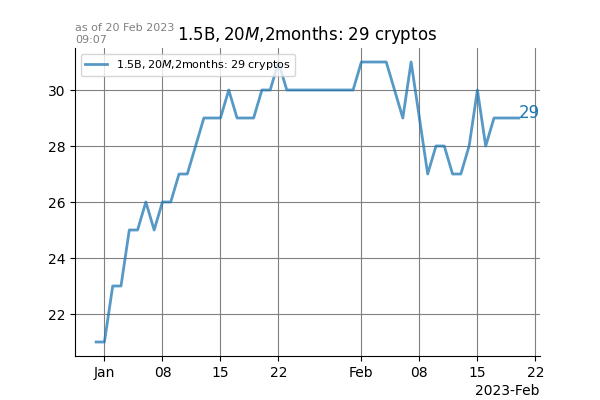 as of 20 Feb 2023
09:07
1.5B, 20M,2months: 29 cryptos
1.5B, 20M,2months: 29 cryptos
30
28
26
24
22
29
Jan 08 15 22 Feb 08 15 22
2023-Feb